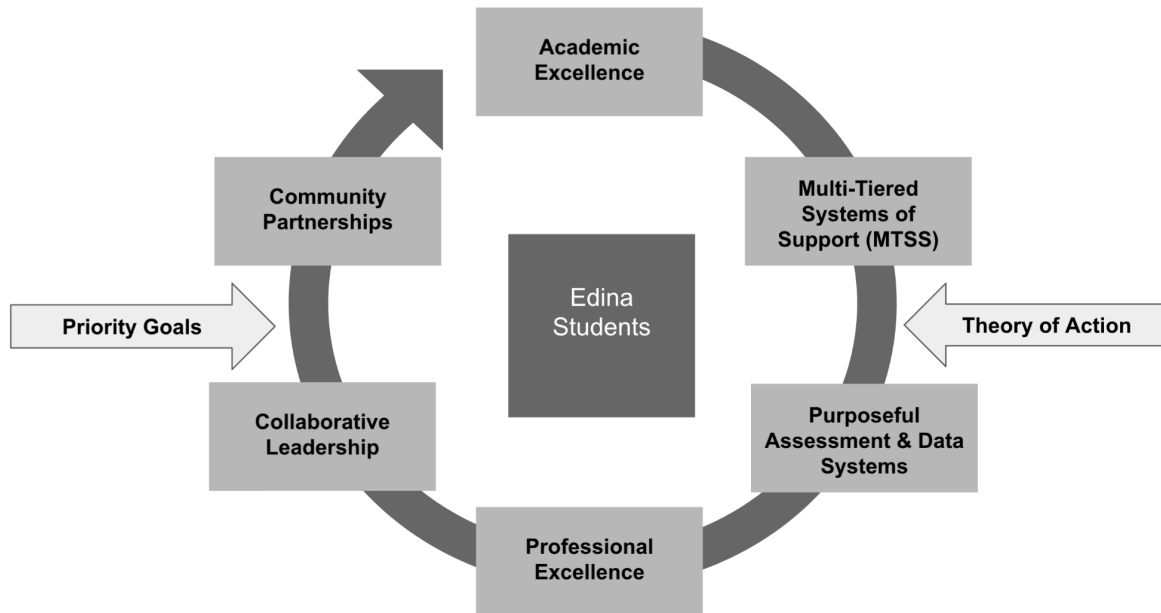 Academic
Excellence
Multi-Tiered
Systems of
Support (MTSS)
Community
Partnerships
Edina
Students
Priority Goals
Theory of Action
Collaborative
Leadership
Purposeful
Assessment & Data
Systems
Professional
Excellence